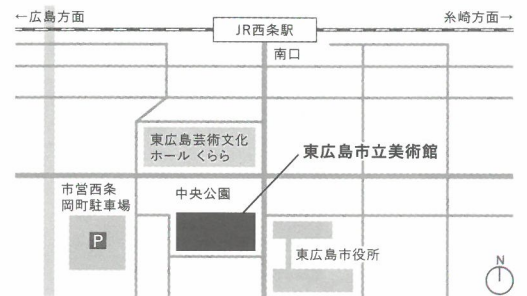 ←広島方面
糸崎方面→
JR西条駅
南口
東広島芸術文化
ホール くらら
東広島市立美術館
市営西条
岡町駐車場
中央公園
P
東広島市役所
N